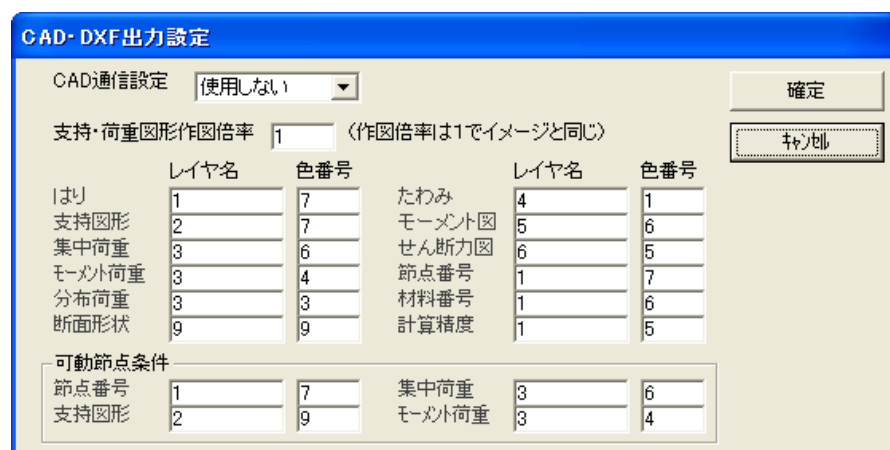 CAD・DXF出力設定
CAD通信設定 使用しない 確定
支持・荷重図形作図倍率 1 (作図倍率は1でイメージと同じ) ｷｬﾝｾﾙ
レイヤ名 色番号 レイヤ名 色番号
はり 1 7 たわみ 4 1
支持図形 2 7 モーメント図 5 6
集中荷重 3 6 せん断力図 6 5
ﾓｰﾒﾝﾄ荷重 3 4 節点番号 1 7
分布荷重 3 3 材料番号 1 6
断面形状 9 9 計算精度 1 5
可動節点条件
節点番号 1 7 集中荷重 3 6
支持図形 2 9 ﾓｰﾒﾝﾄ荷重 3 4